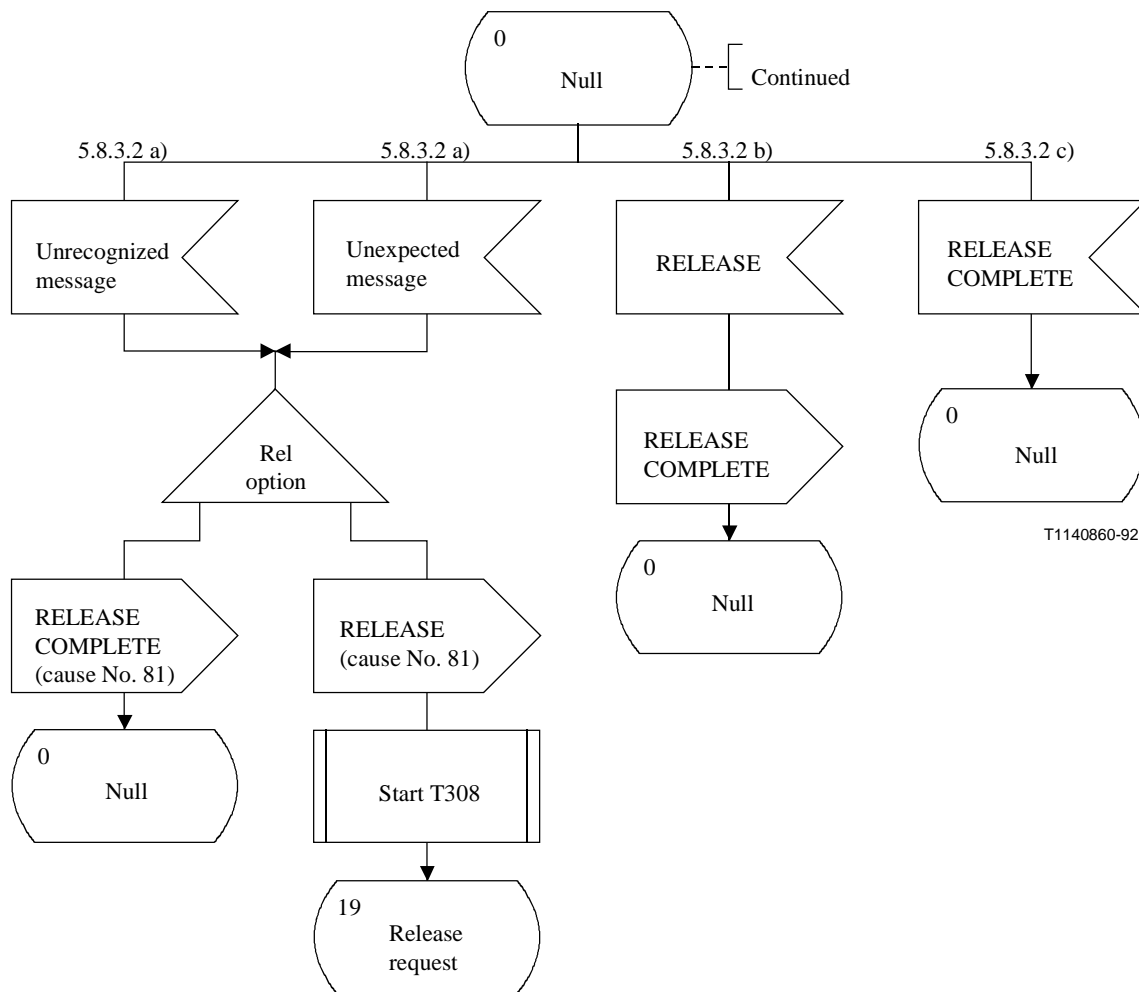 0
Null
Continued
5.8.3.2 a)
5.8.3.2 a)
5.8.3.2 b)
5.8.3.2 c)
Unrecognized
message
Unexpected
message
RELEASE
RELEASE
COMPLETE
Rel
option
RELEASE
COMPLETE
0
Null
T1140860-92
0
Null
RELEASE
COMPLETE
(cause No. 81)
RELEASE
(cause No. 81)
0
Null
Start T308
19
Release
request